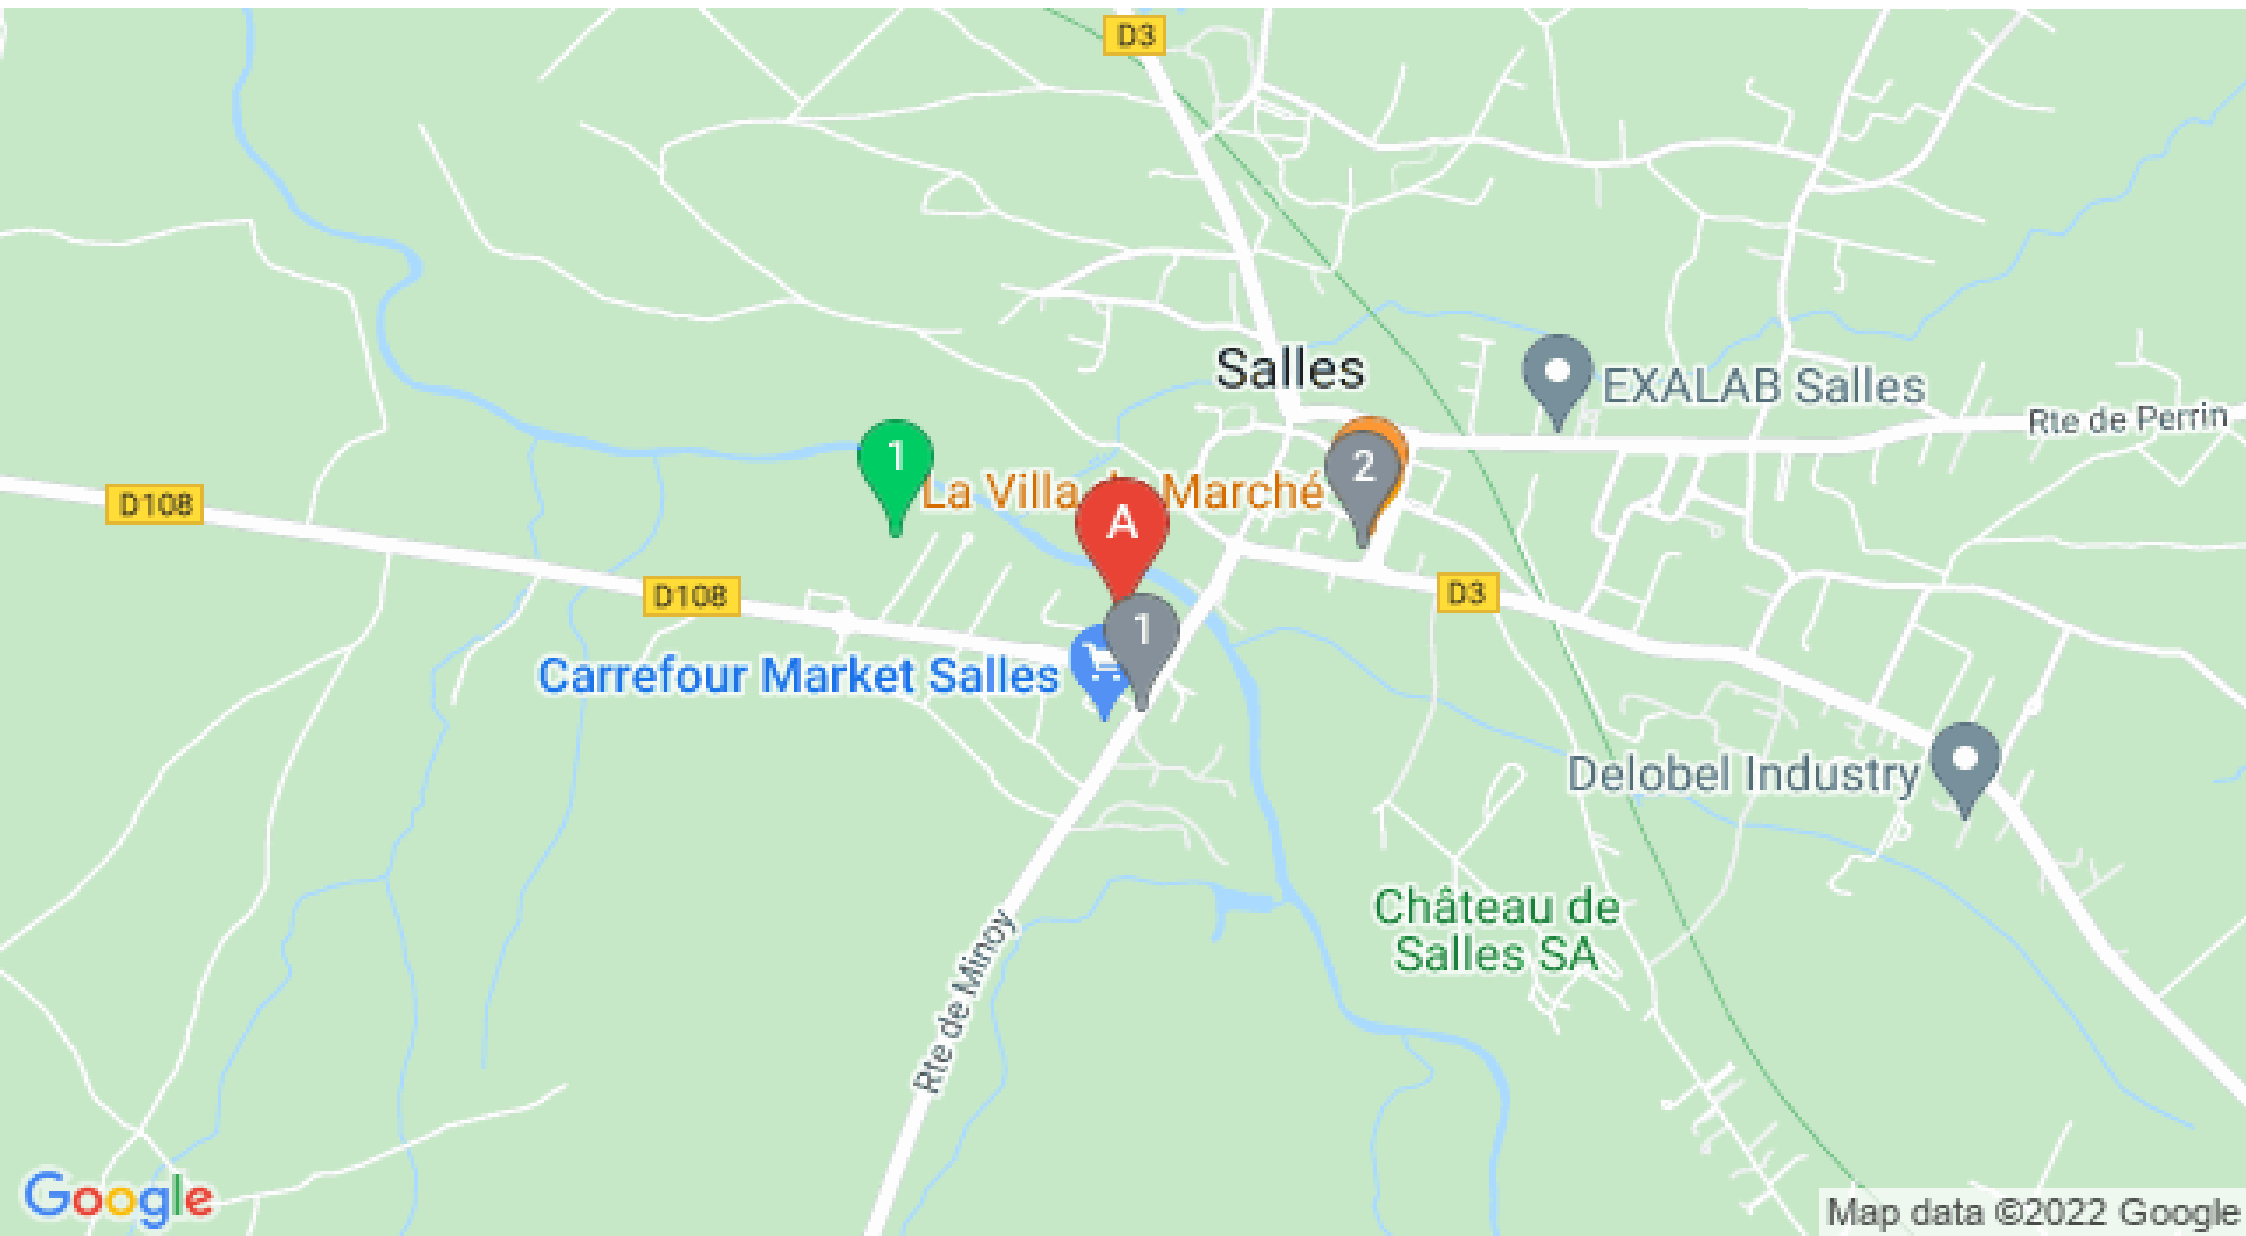 D3
Salles
EXALAB Salles
Rte de Perrin
1
La Villa du Marché
2
D108
A
D108
D3
1
Carrefour Market Salles
Delobel Industry
Château de
Salles SA
Rte de Minoy
Google
Map data ©2022 Google